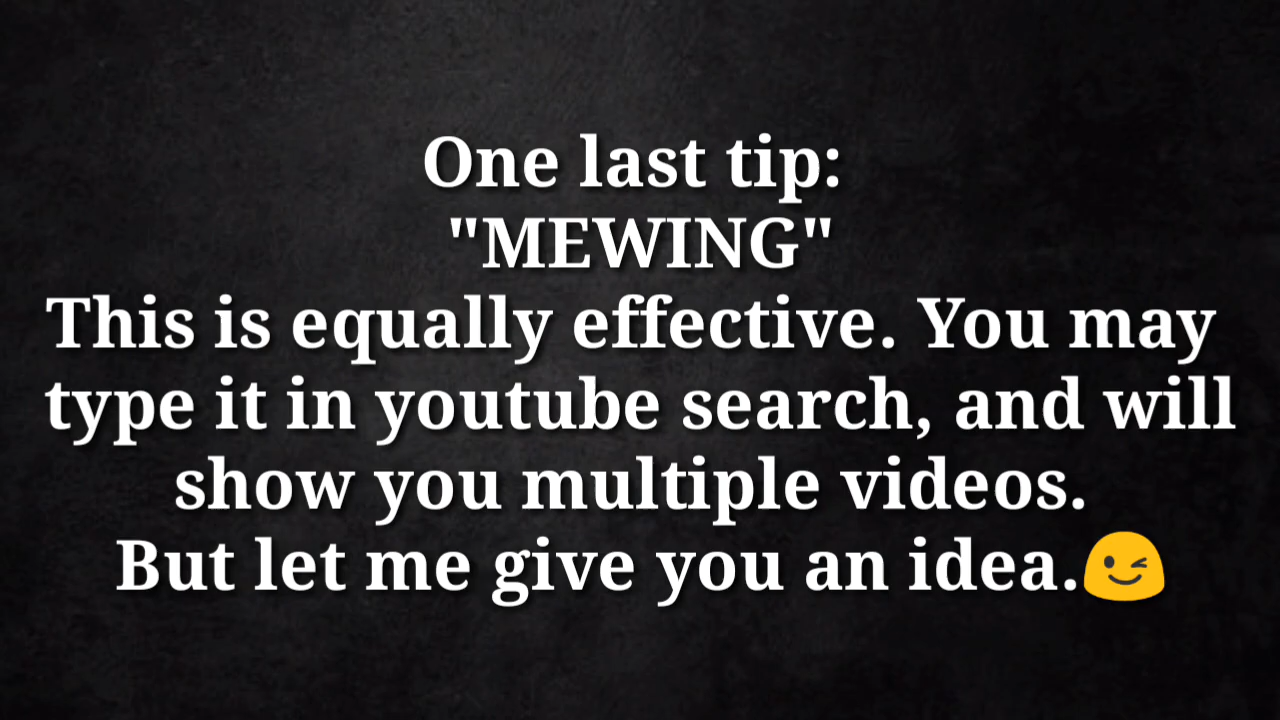 One last tip:
"MEWING"
This is equally effective. You may
type it in youtube search, and will
show you multiple videos.
But let me give you an idea.😉